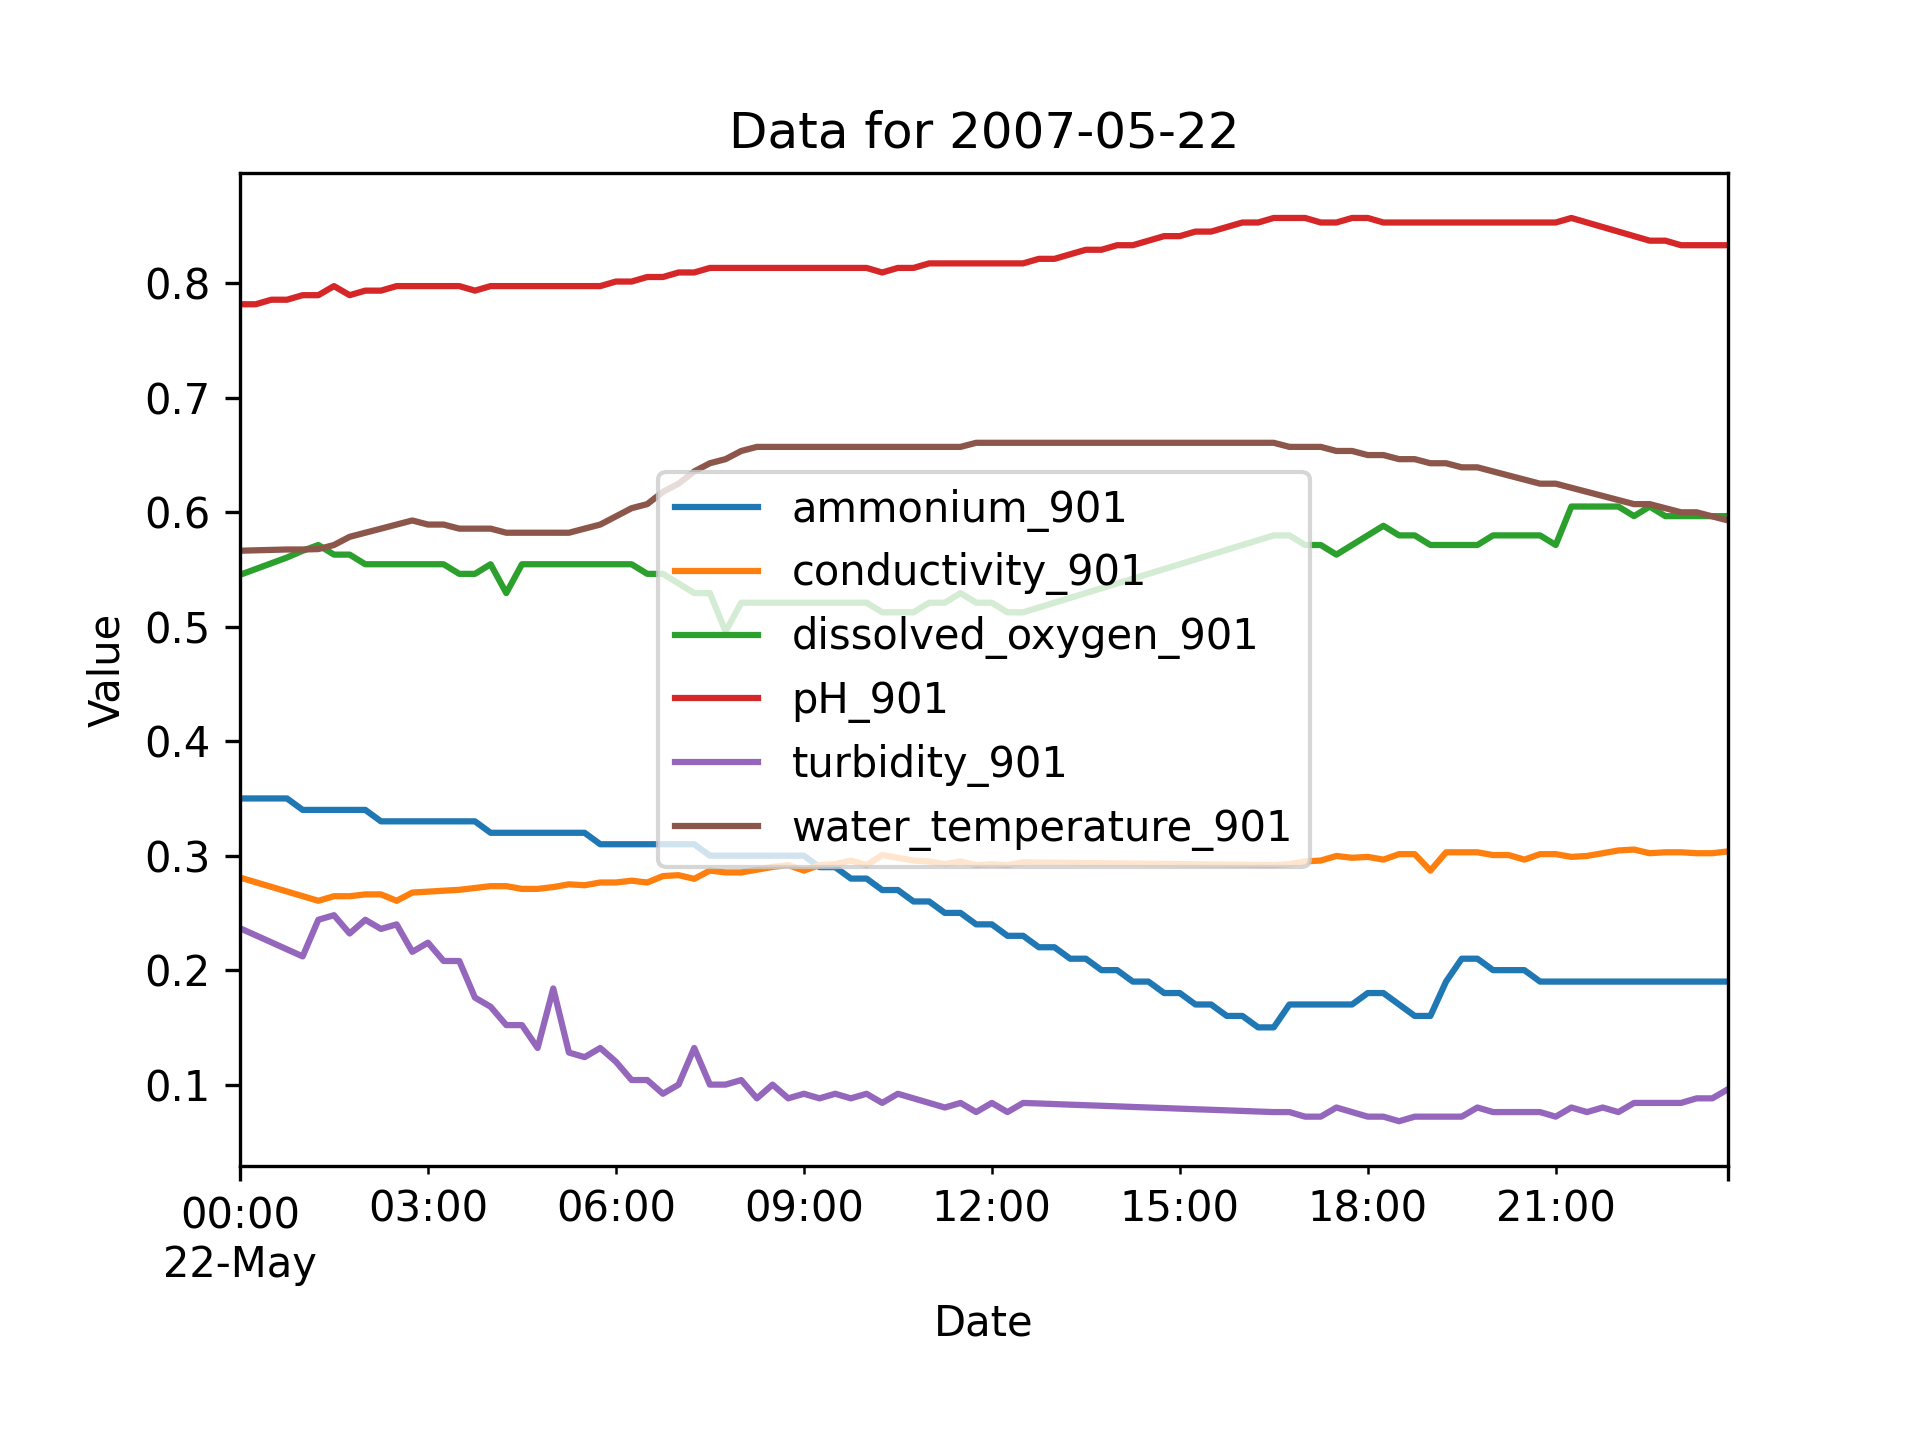 Data for 2007-05-22
Value
0.8
0.7
0.6
0.5
0.4
0.3
0.2
0.1
ammonium_901
conductivity_901
dissolved_oxygen_901
pH_901
turbidity_901
water_temperature_901
00:00 03:00 06:00 09:00 12:00 15:00 18:00 21:00
22-May
Date